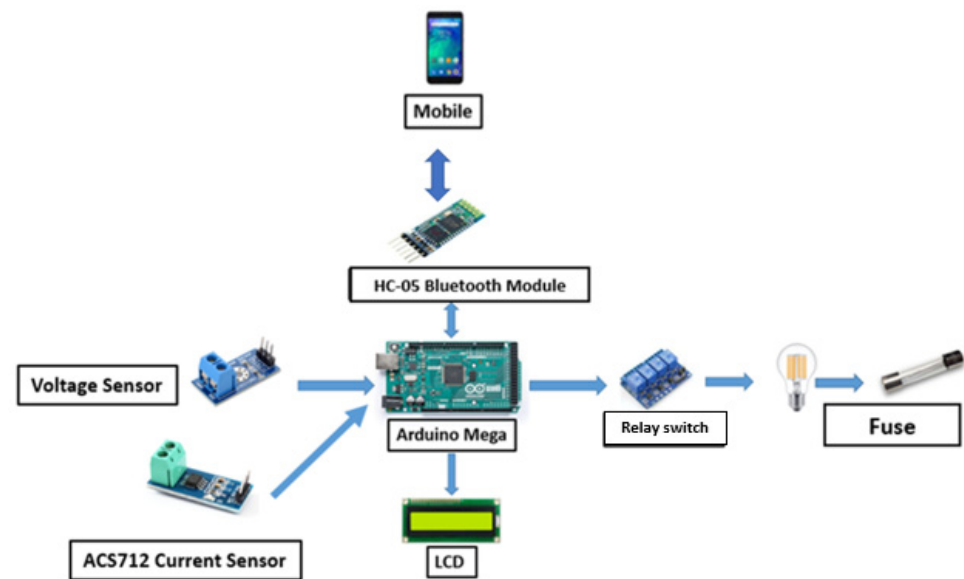 Mobile
HC-05 Bluetooth Module
Voltage Sensor
Arduino Mega
Relay switch
Fuse
ACS712 Current Sensor
LCD